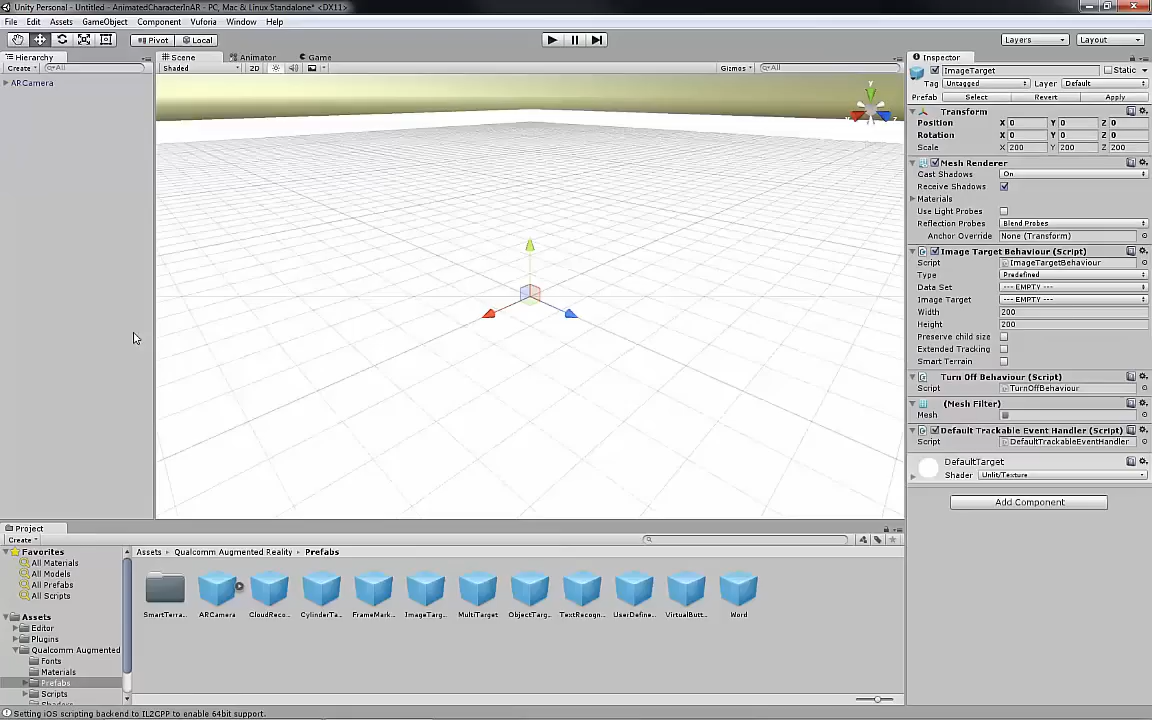 Unity Personal - Untitled - AnimatedCharacterInAR - PC, Mac & Linux Standalone* <DX11>
File Edit Assets GameObject Component Vuforia Window Help
Pivot Local Layers Layout
Hierarchy Scene Animator Game Inspector
Create All Shaded 2D Gizmos All ImageTarget Static
ARCamera Tag Untagged Layer Default
Prefab Select Revert Apply
Transform
Position X 0 Y 0 Z 0
Rotation X 0 Y 0 Z 0
Scale X 200 Y 200 Z 200
Mesh Renderer
Cast Shadows On
Receive Shadows
Materials
Use Light Probes
Reflection Probes Blend Probes
Anchor Override None (Transform)
Image Target Behaviour (Script)
Script ImageTargetBehaviour
Type Predefined
Data Set --- EMPTY ---
Image Target --- EMPTY ---
Width 200
Height 200
Preserve child size
Extended Tracking
Smart Terrain
Turn Off Behaviour (Script)
Script TurnOffBehaviour
(Mesh Filter)
Mesh
Default Trackable Event Handler (Script)
Script DefaultTrackableEventHandler
DefaultTarget
Shader Unlit/Texture
Add Component
Project
Create
Favorites
All Materials
All Models
All Prefabs
All Scripts
Assets
Editor
Plugins
Qualcomm Augmented
Fonts
Materials
Prefabs
Scripts
Assets Qualcomm Augmented Reality Prefabs
SmartTerra... ARCamera CloudReco... CylinderTa... FrameMark... ImageTarg... MultiTarget ObjectTarg... TextRecogn... UserDefine... VirtualButt... Word
Setting iOS scripting backend to IL2CPP to enable 64bit support.